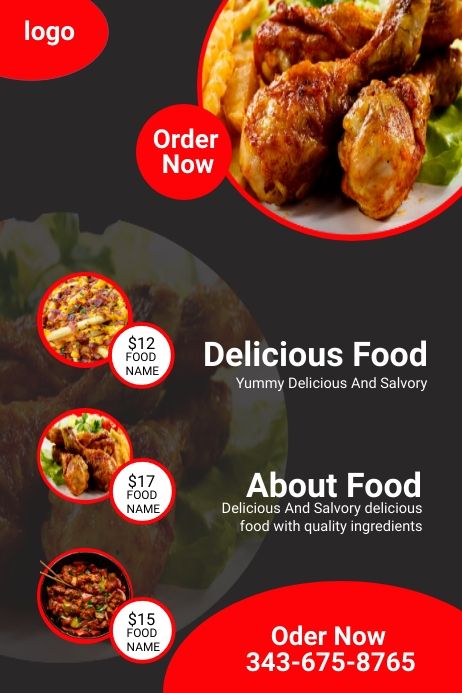 logo
Order
Now
$12
FOOD
NAME
Delicious Food
Yummy Delicious And Salvory
$17
FOOD
NAME
About Food
Delicious And Salvory delicious
food with quality ingredients
$15
FOOD
NAME
Oder Now
343-675-8765